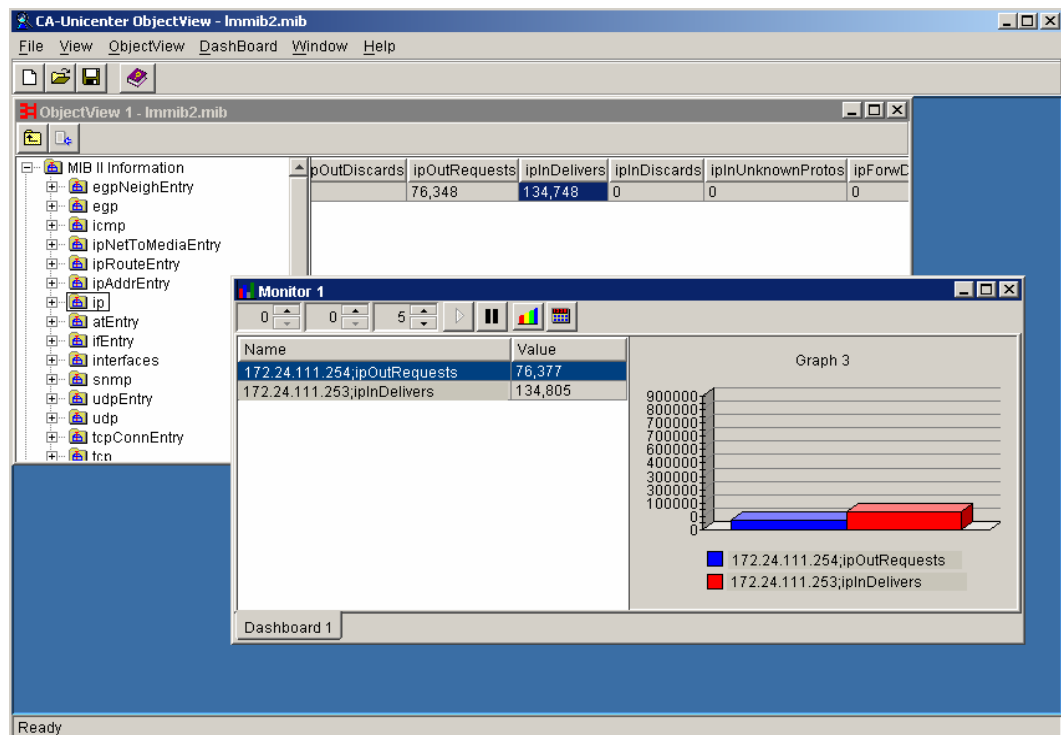 CA-Unicenter ObjectView - lmmib2.mib
File View ObjectView DashBoard Window Help
ObjectView 1 - lmmib2.mib
MIB II Information
egpNeighEntry
egp
icmp
ipNetToMediaEntry
ipRouteEntry
ipAddrEntry
ip
atEntry
ifEntry
interfaces
snmp
udpEntry
udp
tcpConnEntry
tcp
pOutDiscards ipOutRequests ipInDelivers ipInDiscards ipInUnknownProtos ipForwD
76,348 134,748 0 0 0
Monitor 1
0 0 5
Name Value
172.24.111.254;ipOutRequests 76,377
172.24.111.253;ipInDelivers 134,805
Graph 3
900000
800000
700000
700000
600000
400000
300000
300000
100000
0
0
172.24.111.254;ipOutRequests
172.24.111.253;ipInDelivers
Dashboard 1
Ready